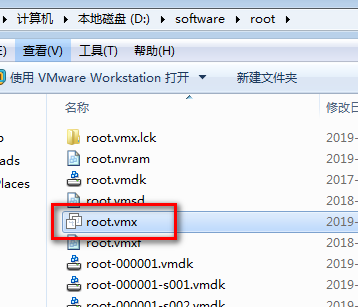 计算机 ▸ 本地磁盘 (D:) ▸ software ▸ root ▸
E) 查看(V) 工具(T) 帮助(H)
使用 VMware Workstation 打开 ▼ 新建文件夹
名称 修改日
root.vmx.lck 2019-
ads root.nvram 2019-
Places root.vmdk 2019-
root.vmsd 2018-
root.vmx 2019-
root.vmxf 2018-
root-000001.vmdk 2019-
root-000001-s001.vmdk 2019-
root-000001-s002.vmdk 2019-